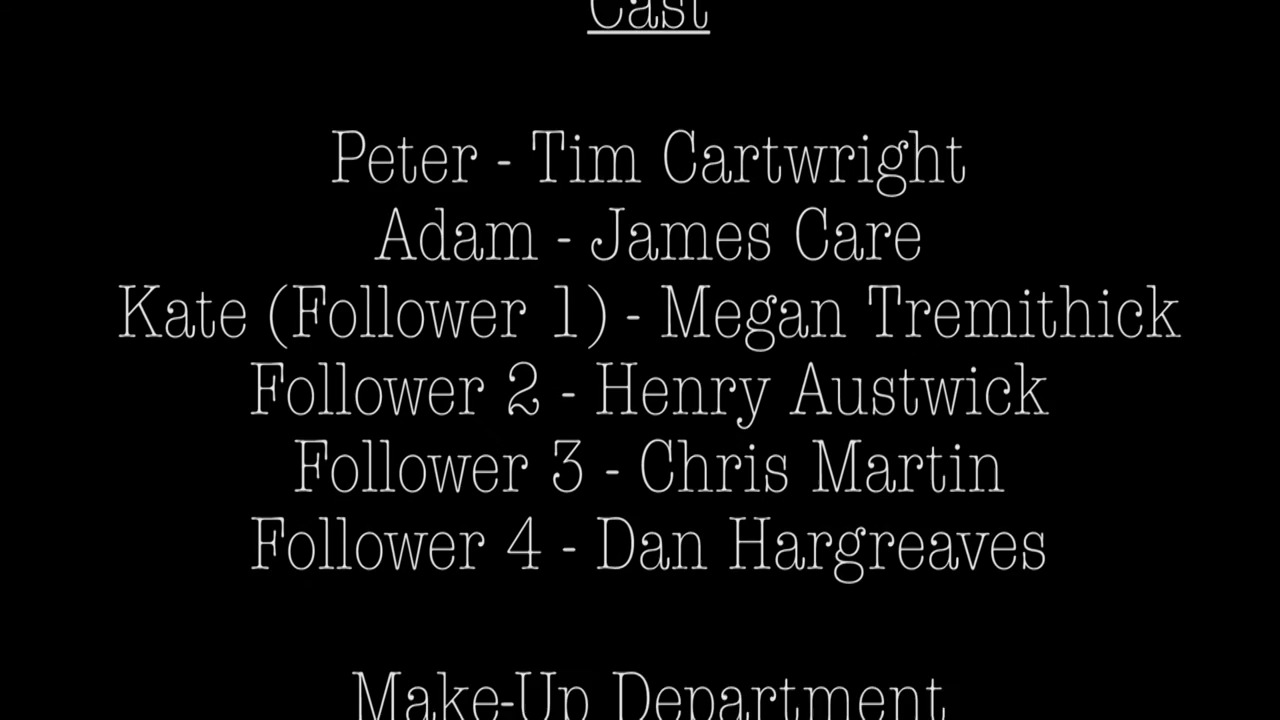 Cast
Peter - Tim Cartwright
Adam - James Care
Kate (Follower 1) - Megan Tremithick
Follower 2 - Henry Austwick
Follower 3 - Chris Martin
Follower 4 - Dan Hargreaves
Make-Up Department